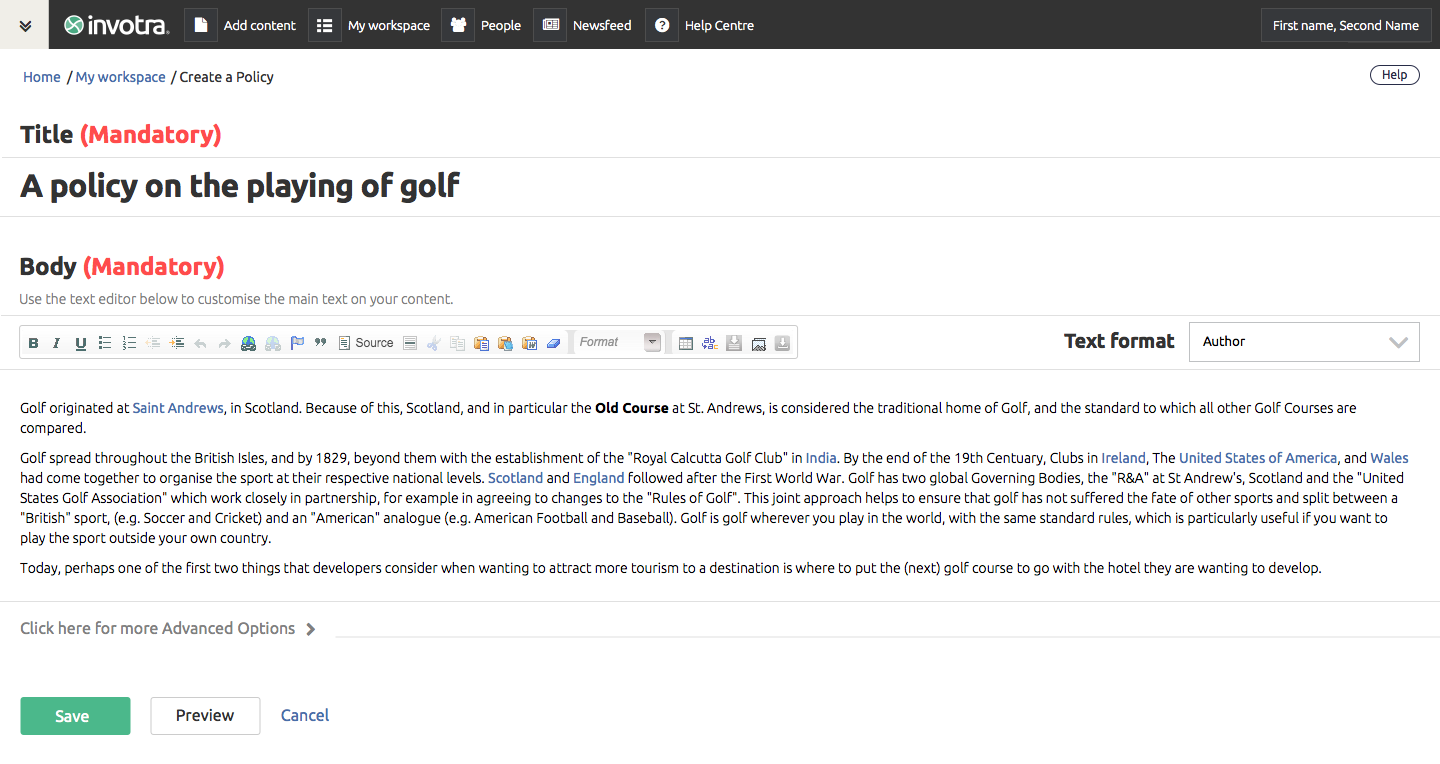 invotra.
Add content
My workspace
People
Newsfeed
Help Centre
First name, Second Name
Home / My workspace / Create a Policy
Help
Title (Mandatory)
A policy on the playing of golf
Body (Mandatory)
Use the text editor below to customise the main text on your content.
B I U Source Format
Text format
Author
Golf originated at Saint Andrews, in Scotland. Because of this, Scotland, and in particular the Old Course at St. Andrews, is considered the traditional home of Golf, and the standard to which all other Golf Courses are
compared.
Golf spread throughout the British Isles, and by 1829, beyond them with the establishment of the "Royal Calcutta Golf Club" in India. By the end of the 19th Centuary, Clubs in Ireland, The United States of America, and Wales
had come together to organise the sport at their respective national levels. Scotland and England followed after the First World War. Golf has two global Governing Bodies, the "R&A" at St Andrew's, Scotland and the "United
States Golf Association" which work closely in partnership, for example in agreeing to changes to the "Rules of Golf". This joint approach helps to ensure that golf has not suffered the fate of other sports and split between a
"British" sport, (e.g. Soccer and Cricket) and an "American" analogue (e.g. American Football and Baseball). Golf is golf wherever you play in the world, with the same standard rules, which is particularly useful if you want to
play the sport outside your own country.
Today, perhaps one of the first two things that developers consider when wanting to attract more tourism to a destination is where to put the (next) golf course to go with the hotel they are wanting to develop.
Click here for more Advanced Options
Save
Preview
Cancel